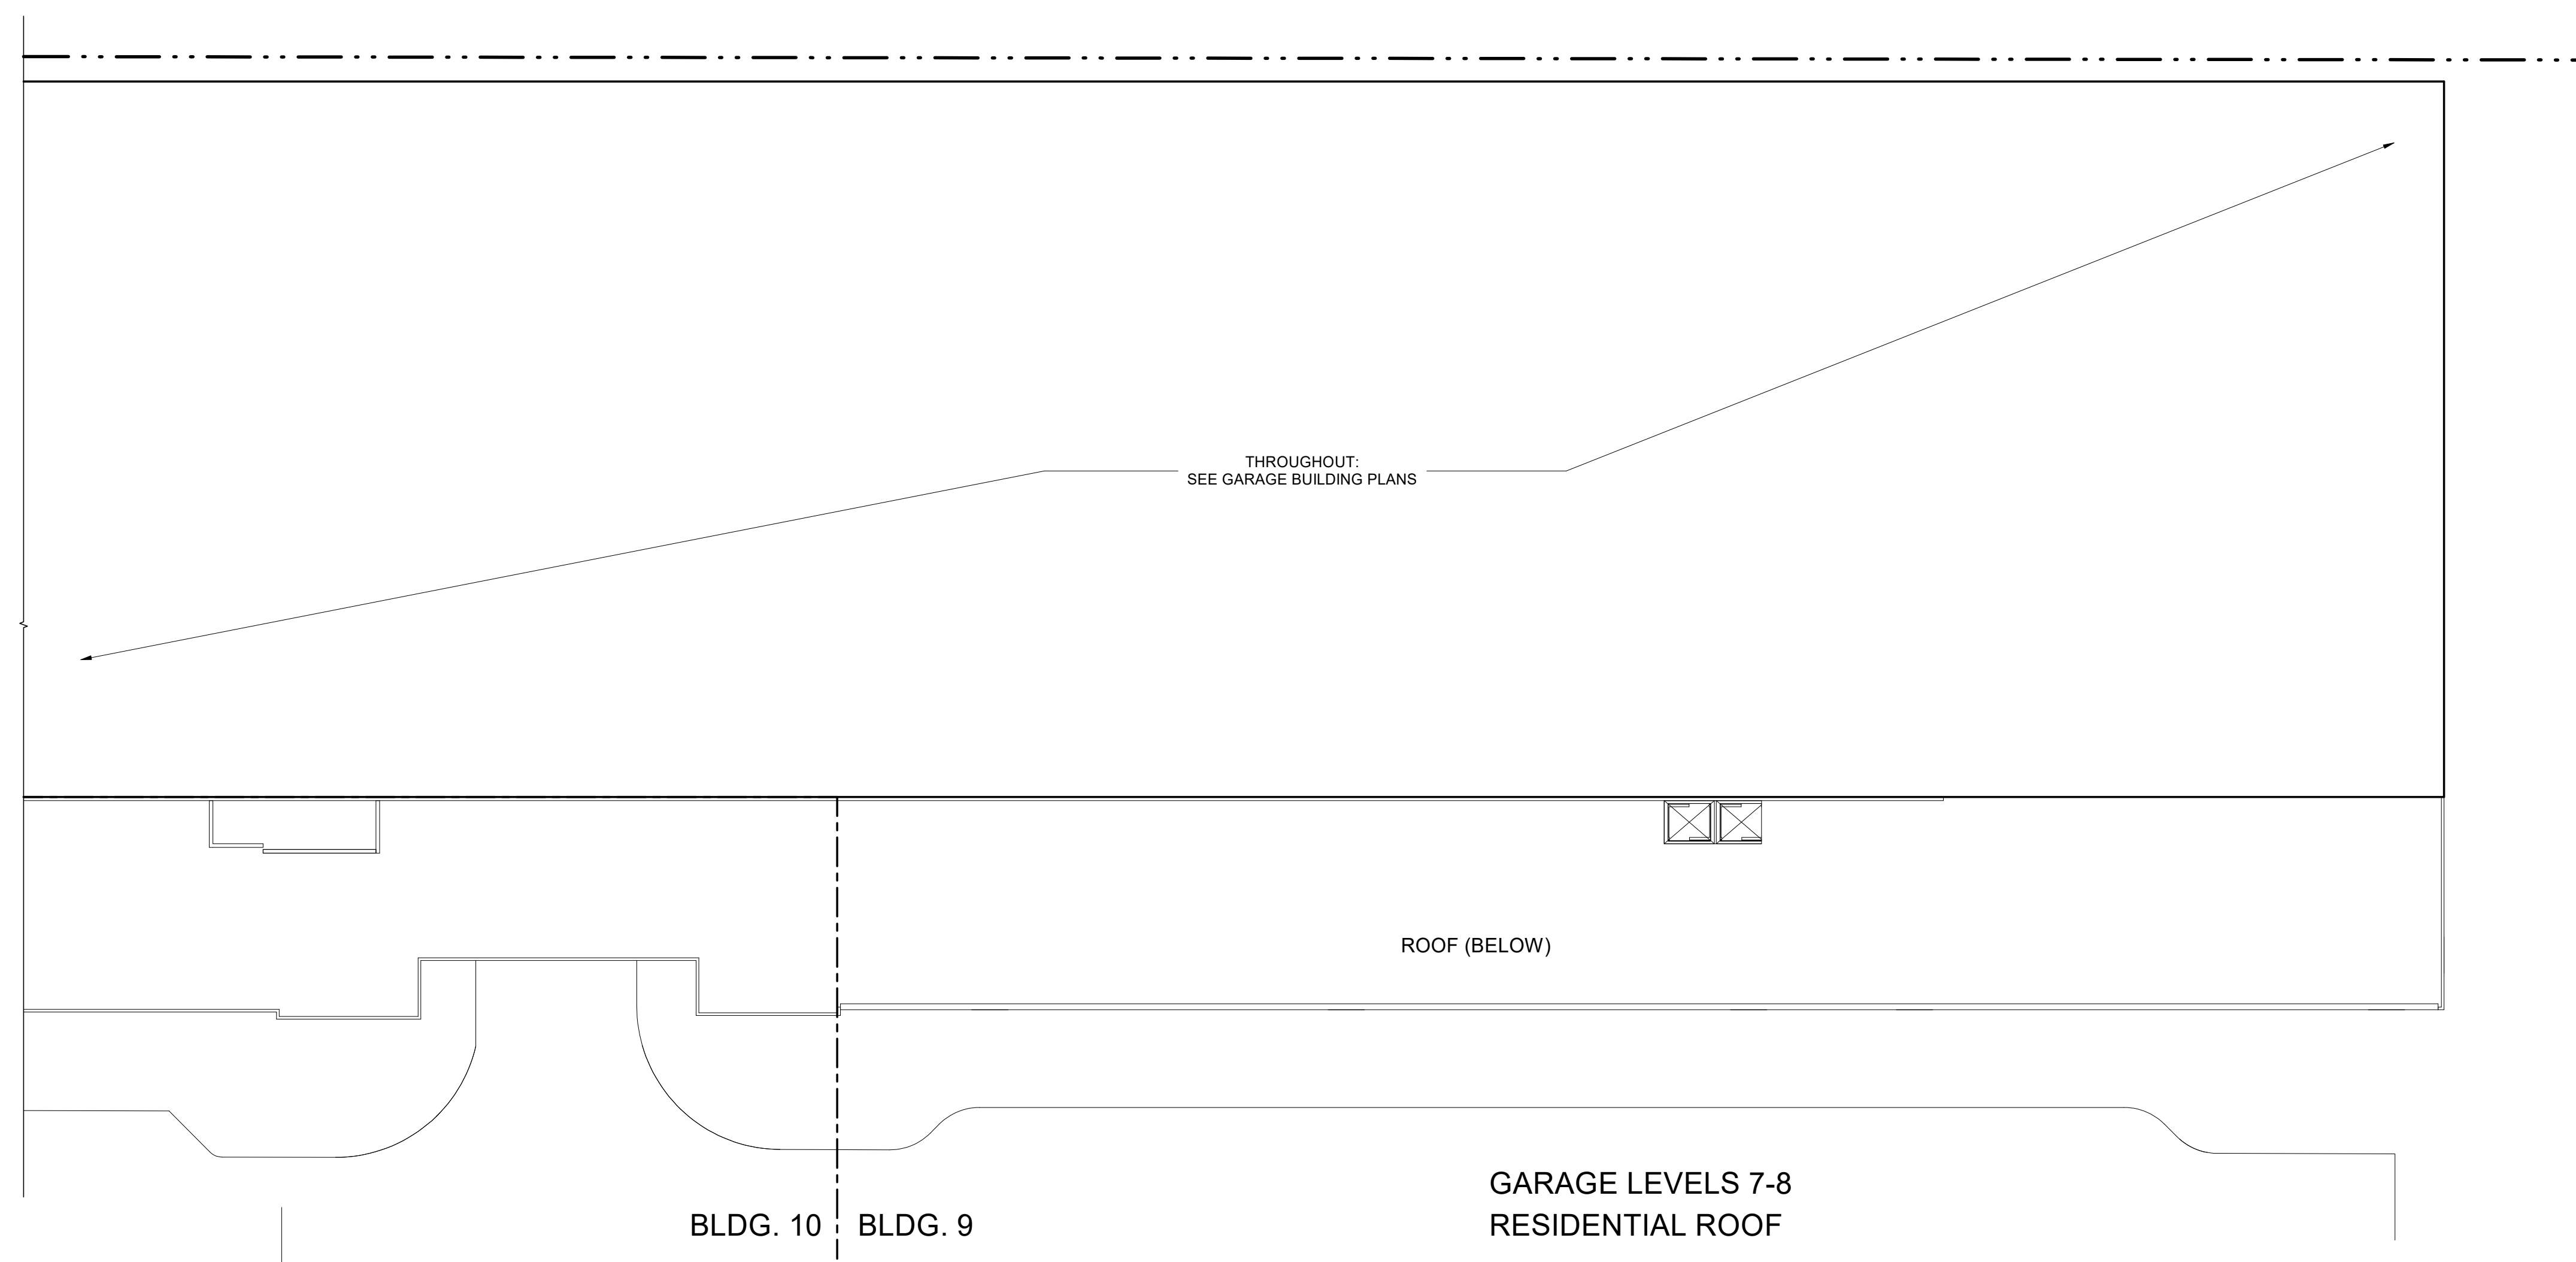 THROUGHOUT:
SEE GARAGE BUILDING PLANS
ROOF (BELOW)
GARAGE LEVELS 7-8
RESIDENTIAL ROOF
BLDG. 10
BLDG. 9